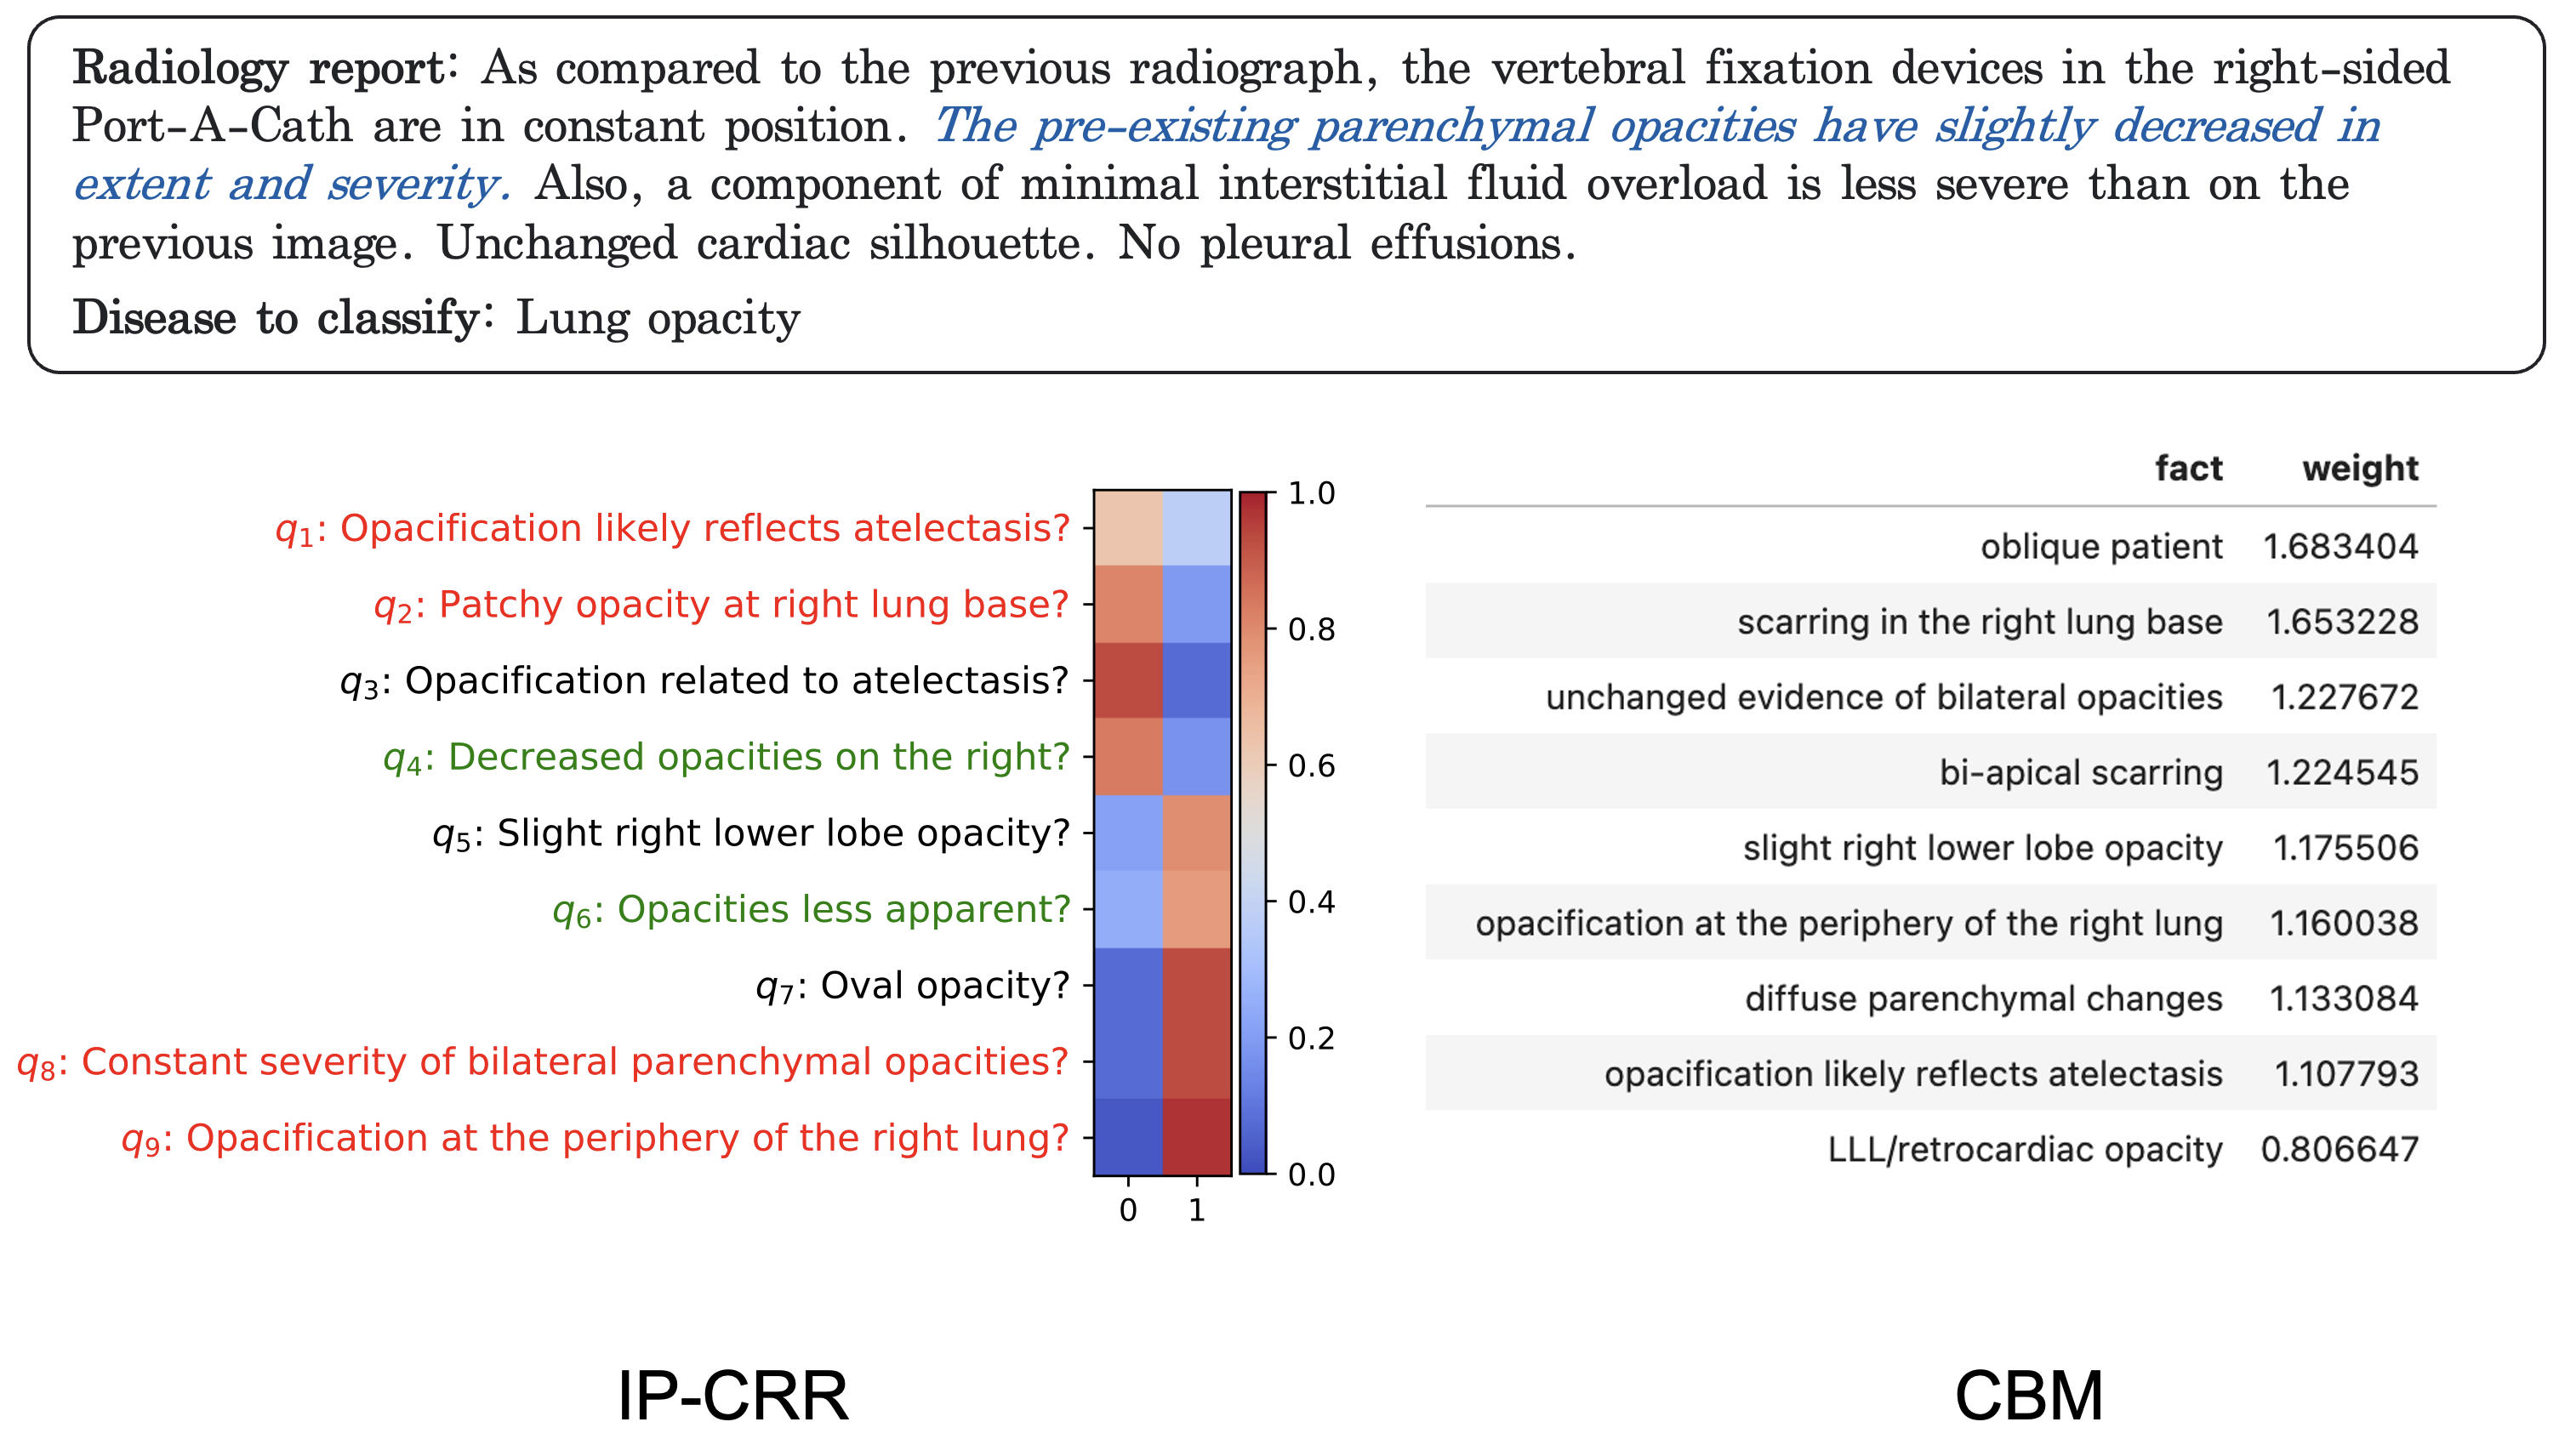 Radiology report: As compared to the previous radiograph, the vertebral fixation devices in the right-sided
Port-A-Cath are in constant position. The pre-existing parenchymal opacities have slightly decreased in
extent and severity. Also, a component of minimal interstitial fluid overload is less severe than on the
previous image. Unchanged cardiac silhouette. No pleural effusions.
Disease to classify: Lung opacity
q1: Opacification likely reflects atelectasis?
q2: Patchy opacity at right lung base?
q3: Opacification related to atelectasis?
q4: Decreased opacities on the right?
q5: Slight right lower lobe opacity?
q6: Opacities less apparent?
q7: Oval opacity?
q8: Constant severity of bilateral parenchymal opacities?
q9: Opacification at the periphery of the right lung?
0 1
1.0
0.8
0.6
0.4
0.2
0.0
IP-CRR
fact weight
oblique patient 1.683404
scarring in the right lung base 1.653228
unchanged evidence of bilateral opacities 1.227672
bi-apical scarring 1.224545
slight right lower lobe opacity 1.175506
opacification at the periphery of the right lung 1.160038
diffuse parenchymal changes 1.133084
opacification likely reflects atelectasis 1.107793
LLL/retrocardiac opacity 0.806647
CBM